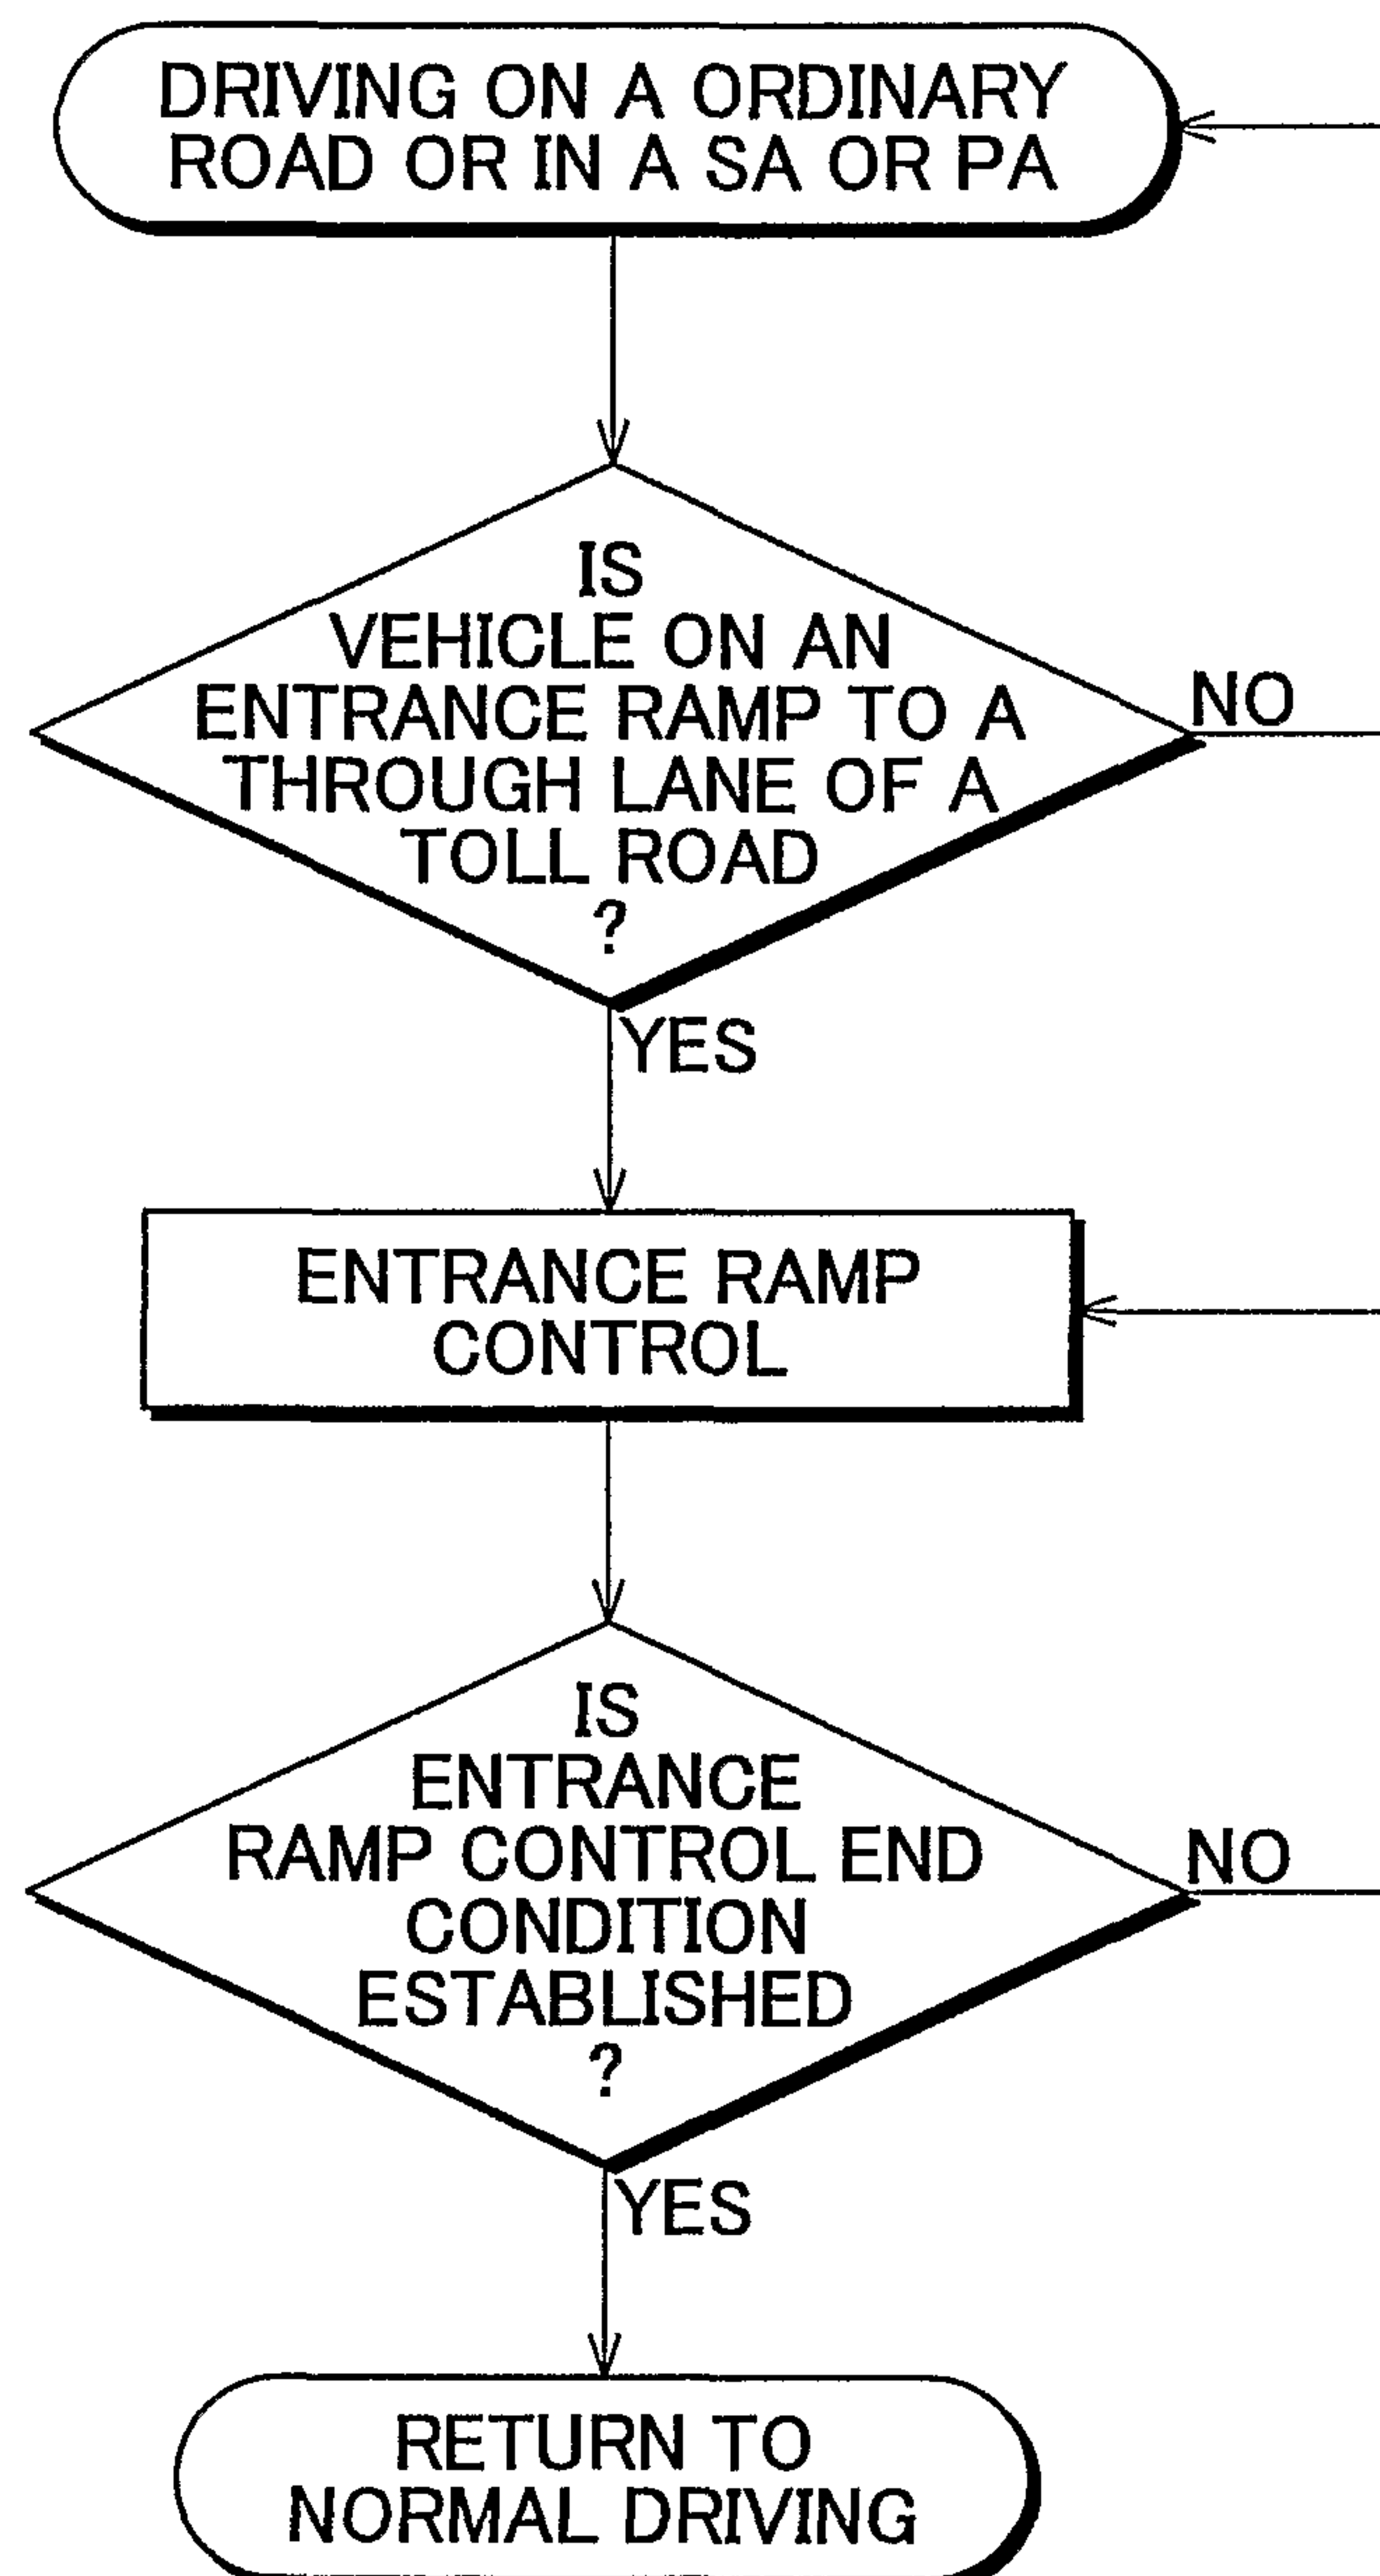 DRIVING ON A ORDINARY
ROAD OR IN A SA OR PA
IS
VEHICLE ON AN
ENTRANCE RAMP TO A
THROUGH LANE OF A
TOLL ROAD
?
NO
YES
ENTRANCE RAMP
CONTROL
IS
ENTRANCE
RAMP CONTROL END
CONDITION
ESTABLISHED
?
NO
YES
RETURN TO
NORMAL DRIVING